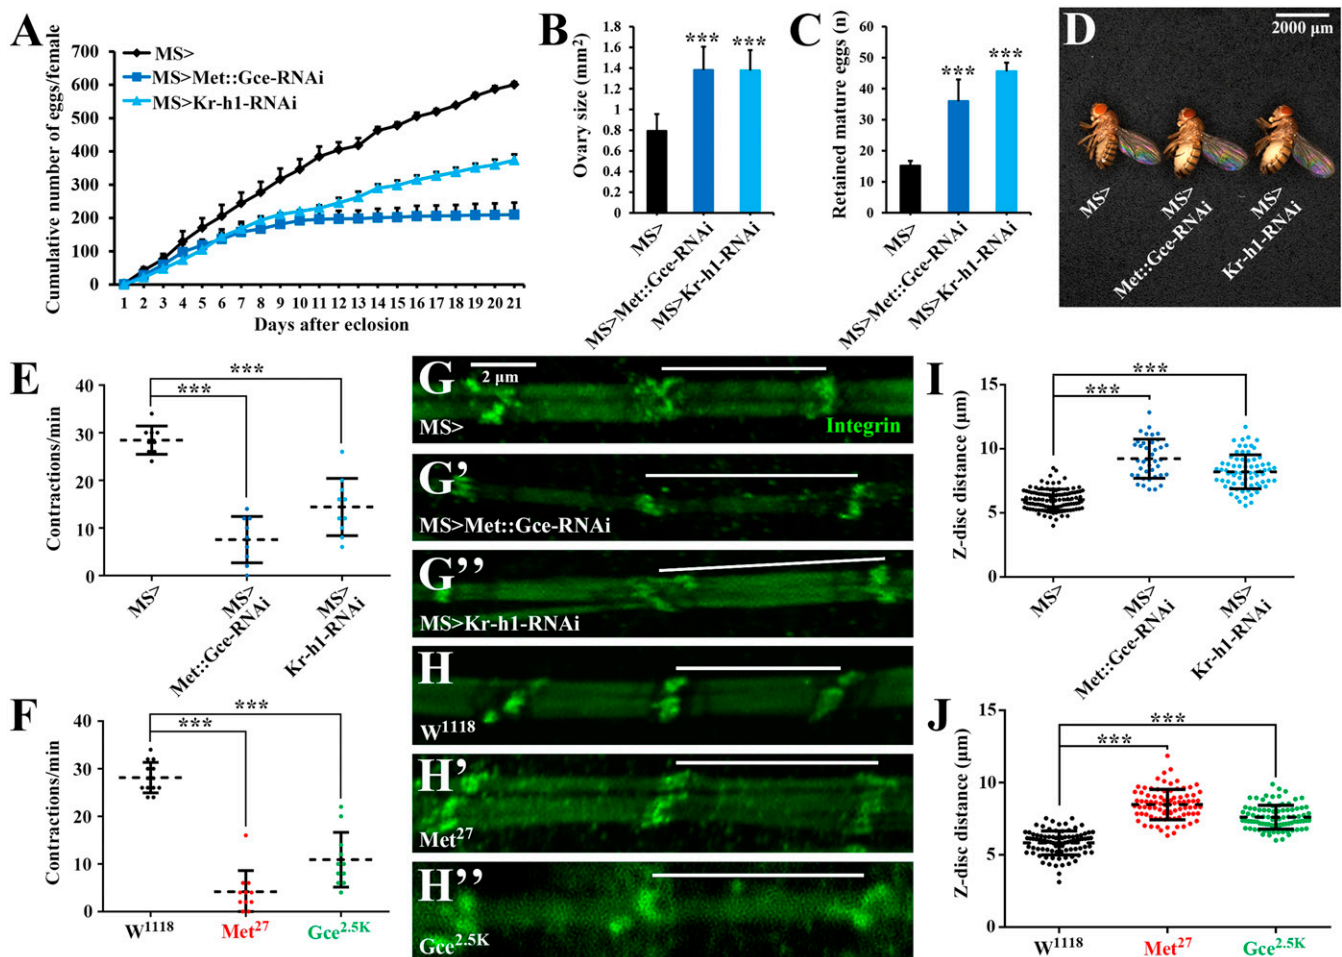 A
Cumulative number of eggs/female
700
600
500
400
300
200
100
0
MS>
MS>Met::Gce-RNAi
MS>Kr-h1-RNAi
1 2 3 4 5 6 7 8 9 10 11 12 13 14 15 16 17 18 19 20 21
Days after eclosion
B
Ovary size (mm²)
1.8
1.6
1.4
1.2
1
0.8
0.6
0.4
0.2
0
***
***
MS>
MS>Met::Gce-RNAi
MS>Kr-h1-RNAi
C
Retained mature eggs (n)
60
50
40
30
20
10
0
***
***
MS>
MS>Met::Gce-RNAi
MS>Kr-h1-RNAi
D
2000 µm
MS>
MS>
Met::Gce-RNAi
MS>
Kr-h1-RNAi
E
Contractions/min
40
30
20
10
0
***
***
MS>
MS>
Met::Gce-RNAi
MS>
Kr-h1-RNAi
F
Contractions/min
40
30
20
10
0
***
***
W¹¹¹⁸
Met²⁷
Gce²·⁵ᴷ
G
2 µm
MS>
Integrin
G’
MS>Met::Gce-RNAi
G’’
MS>Kr-h1-RNAi
H
W¹¹¹⁸
H’
Met²⁷
H’’
Gce²·⁵ᴷ
I
Z-disc distance (µm)
15
10
5
0
***
***
MS>
MS>
Met::Gce-RNAi
MS>
Kr-h1-RNAi
J
Z-disc distance (µm)
15
10
5
0
***
***
W¹¹¹⁸
Met²⁷
Gce²·⁵ᴷ